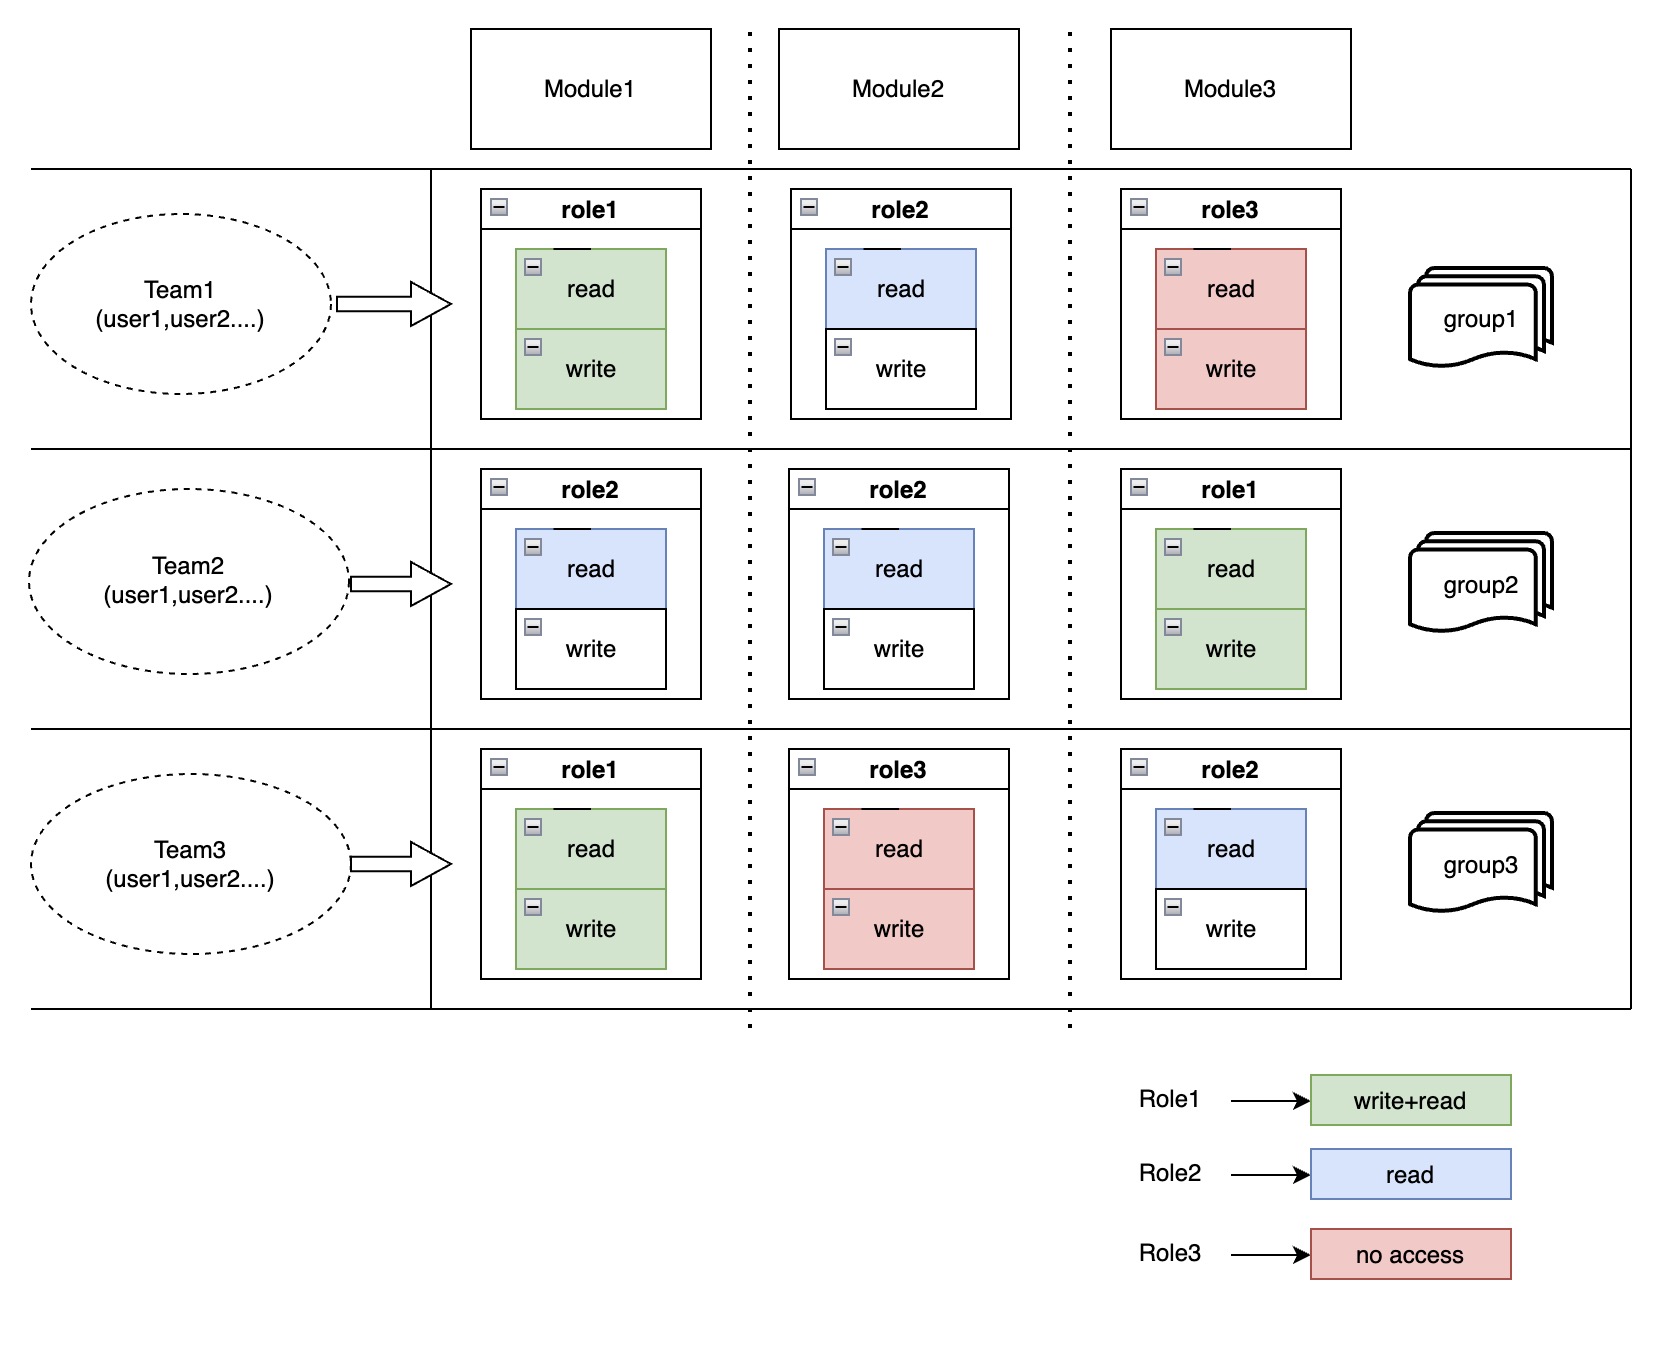 Module1
Module2
Module3
role1
role2
role3
read
read
read
Team1
(user1,user2....)
group1
write
write
write
role2
role2
role1
read
read
read
Team2
(user1,user2....)
group2
write
write
write
role1
role3
role2
read
read
read
Team3
(user1,user2....)
group3
write
write
write
Role1
write+read
Role2
read
Role3
no access